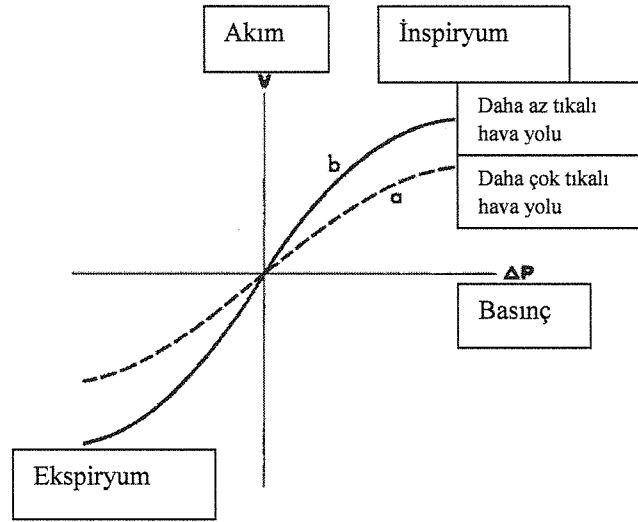 Akım
İnspiryum
V
Daha az tıkalı
hava yolu
b
Daha çok tıkalı
hava yolu
a
ΔP
Basınç
Ekspiryum